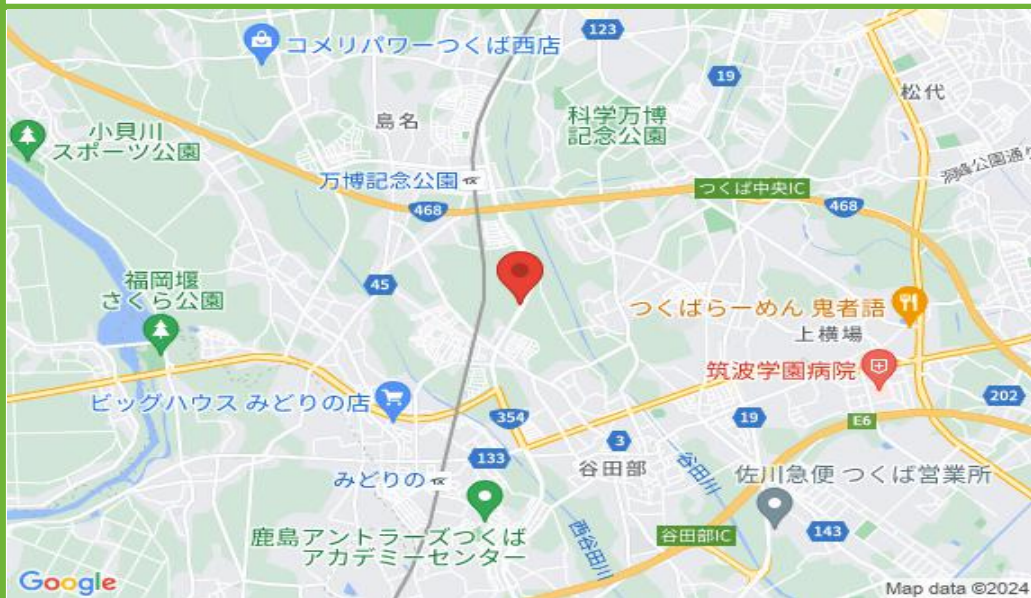 123
コメリパワーつくば西店
19
松代
科学万博
記念公園
島名
小貝川
スポーツ公園
洞峰公園通り
万博記念公園
つくば中央IC
468
468
福岡堰
さくら公園
45
つくばらーめん 鬼者語
上横場
筑波学園病院
ビッグハウス みどりの店
354
19
202
E6
3
133
谷田部
谷田川
みどりの
佐川急便 つくば営業所
鹿島アントラーズつくば
アカデミーセンター
西谷田川
谷田部IC
143
Google
Map data ©2024